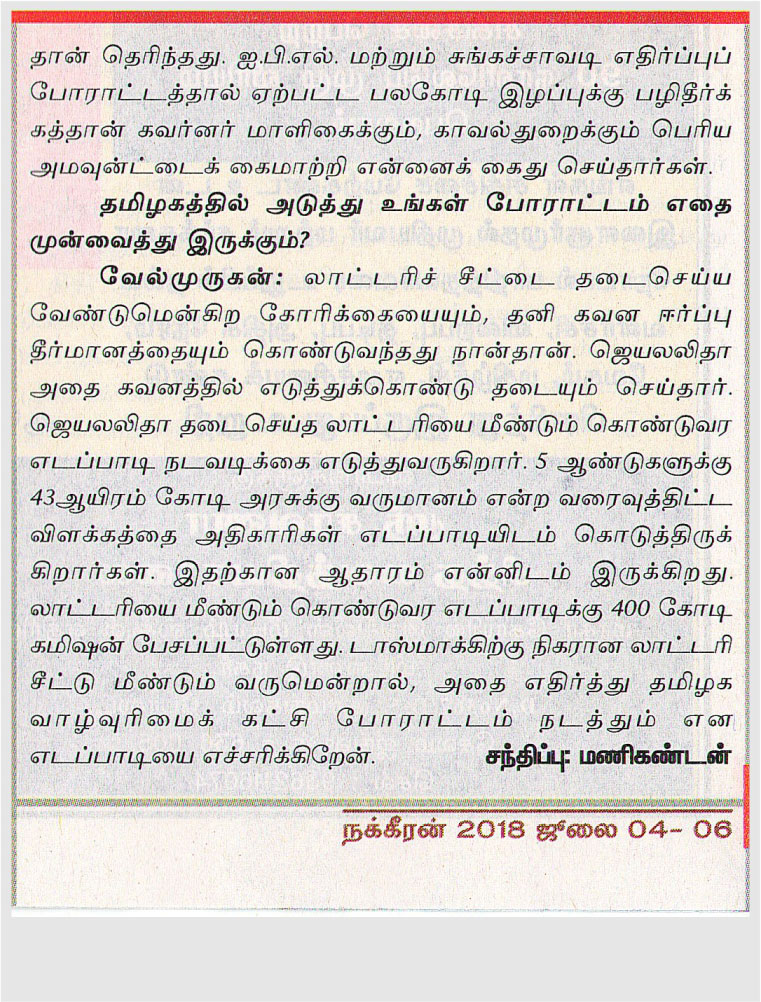 தான் தெரிந்தது. ஐ.பி.எல். மற்றும் சுங்கச்சாவடி எதிர்ப்புப்
போராட்டத்தால் ஏற்பட்ட பலகோடி இழப்புக்கு பழிதீர்க்
கத்தான் கவர்னர் மாளிகைக்கும், காவல்துறைக்கும் பெரிய
அமவுன்ட்டைக் கைமாற்றி என்னைக் கைது செய்தார்கள்.
தமிழகத்தில் அடுத்து உங்கள் போராட்டம் எதை
முன்வைத்து இருக்கும்?
வேல்முருகன்: லாட்டரிச் சீட்டை தடைசெய்ய
வேண்டுமென்கிற கோரிக்கையையும், தனி கவன ஈர்ப்பு
தீர்மானத்தையும் கொண்டுவந்தது நான்தான். ஜெயலலிதா
அதை கவனத்தில் எடுத்துக்கொண்டு தடையும் செய்தார்.
ஜெயலலிதா தடைசெய்த லாட்டரியை மீண்டும் கொண்டுவர
எடப்பாடி நடவடிக்கை எடுத்துவருகிறார். 5 ஆண்டுகளுக்கு
43ஆயிரம் கோடி அரசுக்கு வருமானம் என்ற வரைவுத்திட்ட
விளக்கத்தை அதிகாரிகள் எடப்பாடியிடம் கொடுத்திருக்
கிறார்கள். இதற்கான ஆதாரம் என்னிடம் இருக்கிறது.
லாட்டரியை மீண்டும் கொண்டுவர எடப்பாடிக்கு 400 கோடி
கமிஷன் பேசப்பட்டுள்ளது. டாஸ்மாக்கிற்கு நிகரான லாட்டரி
சீட்டு மீண்டும் வருமென்றால், அதை எதிர்த்து தமிழக
வாழ்வுரிமைக் கட்சி போராட்டம் நடத்தும் என
எடப்பாடியை எச்சரிக்கிறேன். சந்திப்பு: மணிகண்டன்
நக்கீரன் 2018 ஜூலை 04- 06